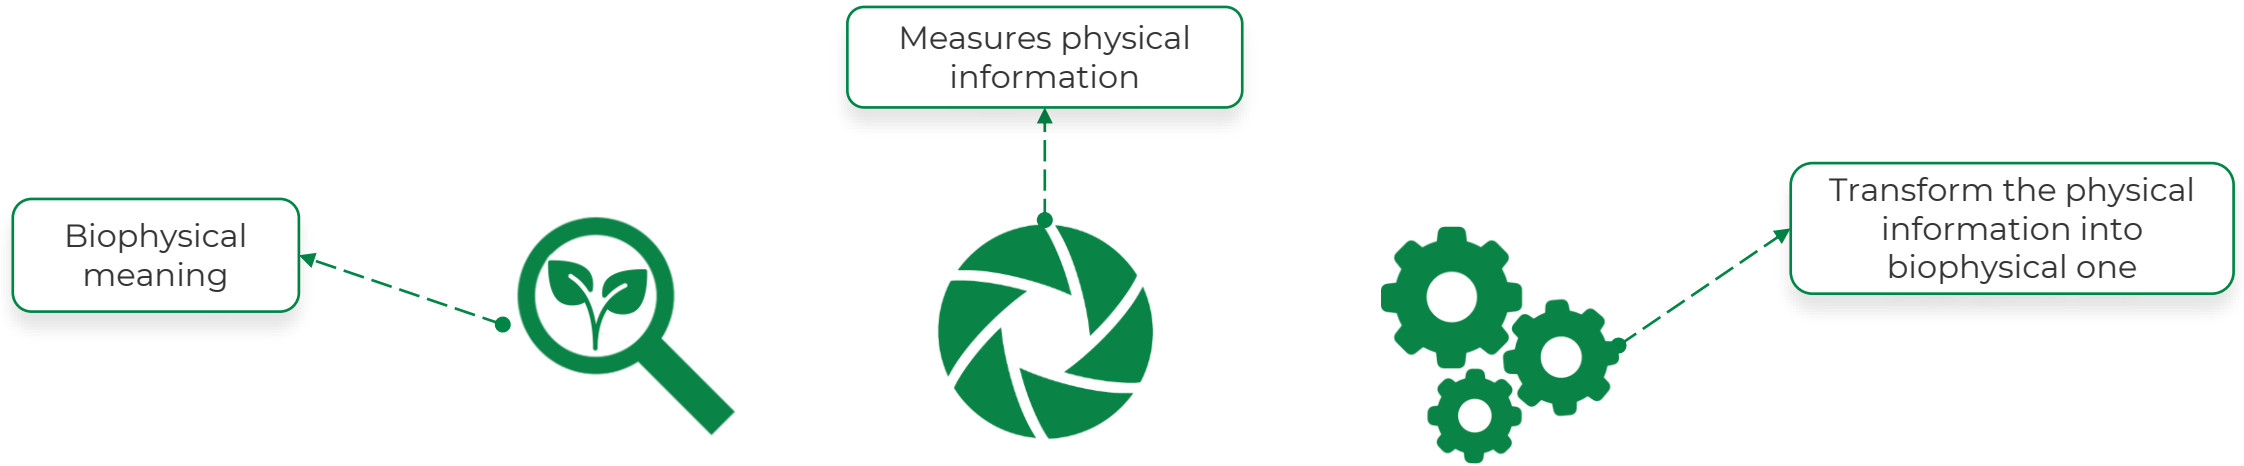 Biophysical
meaning
Measures physical
information
Transform the physical
information into
biophysical one